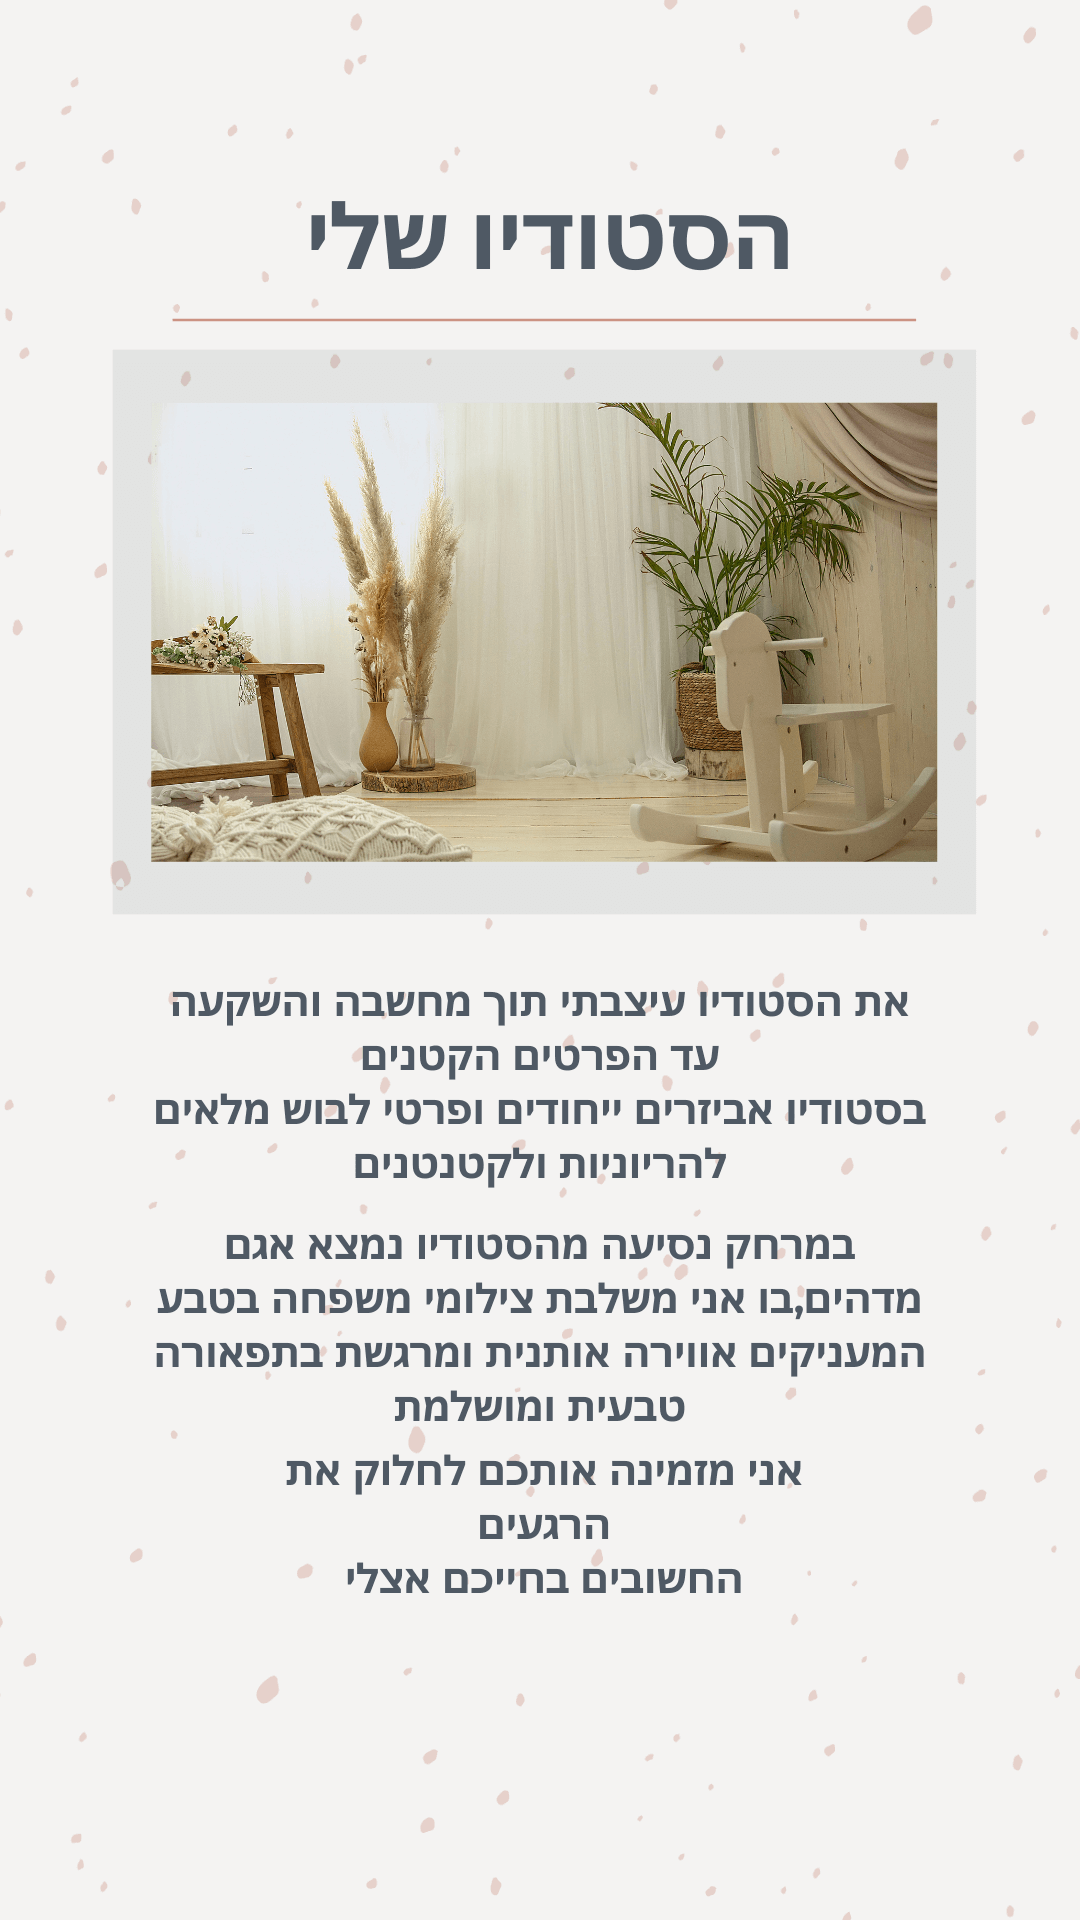 הסטודיו שלי
את הסטודיו עיצבתי תוך מחשבה והשקעה
עד הפרטים הקטנים
בסטודיו אביזרים ייחודים ופרטי לבוש מלאים
להריוניות ולקטנטנים
במרחק נסיעה מהסטודיו נמצא אגם
מדהים,בו אני משלבת צילומי משפחה בטבע
המעניקים אווירה אותנית ומרגשת בתפאורה
טבעית ומושלמת
אני מזמינה אותכם לחלוק את
הרגעים
החשובים בחייכם אצלי